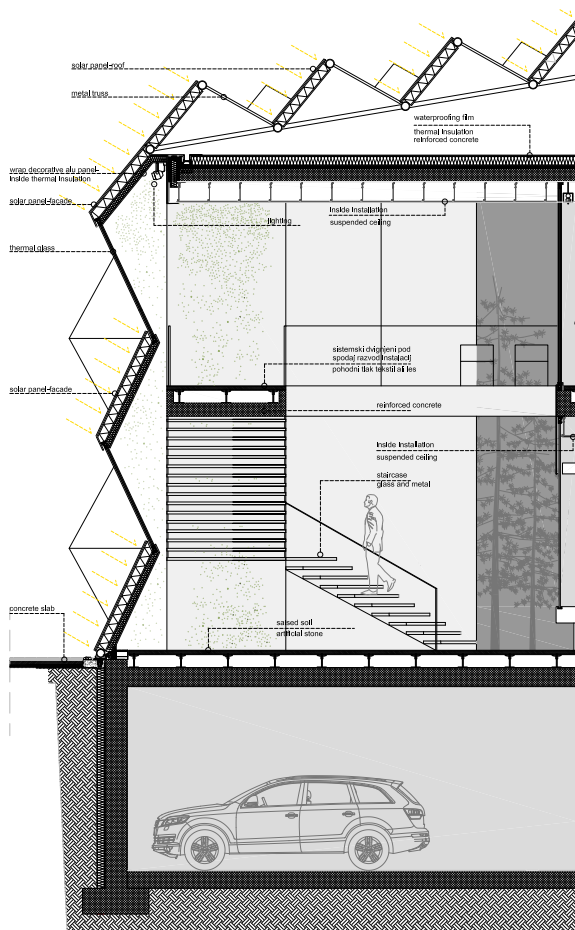 solar panel-roof
metal truss
waterproofing film
thermal Insulation
reinforced concrete
wrap decorative alu panel-
Inside thermal Insulation
solar panel-facade
lighting
Inside Installation
suspended ceiling
thermal glass
sistemski dvignjeni pod
spodaj razvod Instalacij
pohodni tlak tekstil ali les
solar panel-facade
reinforced concrete
Inside Installation
suspended ceiling
staircase
glass and metal
concrete slab
saised soil
artificial stone